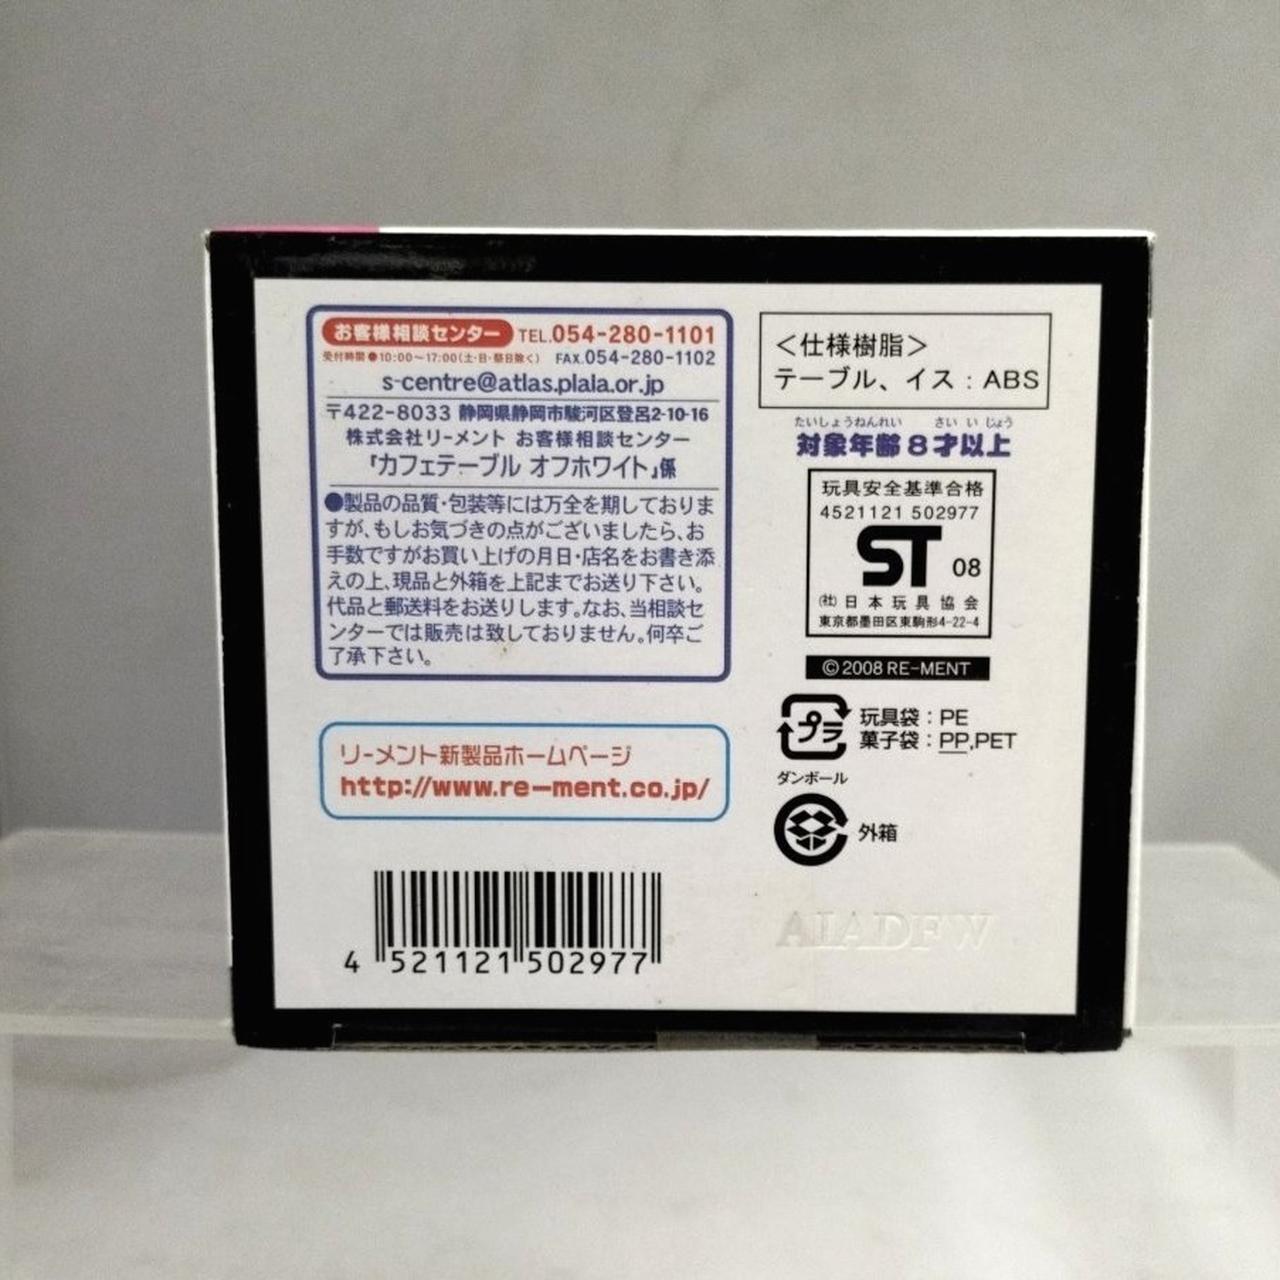 お客様相談センター TEL.054-280-1101
受付時間●10:00〜17:00(土・日・祭日除く) FAX.054-280-1102
s-centre@atlas.plala.or.jp
〒422-8033 静岡県静岡市駿河区登呂2-10-16
株式会社リーメント お客様相談センター
「カフェテーブル オフホワイト」係
●製品の品質・包装等には万全を期しておりま
すが、もしお気づきの点がございましたら、お
手数ですがお買い上げの月日・店名をお書き添
えの上、現品と外箱を上記までお送り下さい。
代品と郵送料をお送りします。なお、当相談セ
ンターでは販売は致しておりません。何卒ご
了承下さい。
リーメント新製品ホームページ
http://www.re-ment.co.jp/
4 521121 502977
＜仕様樹脂＞
テーブル、イス：ABS
たいしょうねんれい さい いじょう
対象年齢 8才以上
玩具安全基準合格
4521121 502977
ST 08
(社) 日本玩具協会
東京都墨田区東駒形4-22-4
©2008 RE-MENT
プラ 玩具袋：PE
菓子袋：PP,PET
ダンボール
外箱
AIIADFW